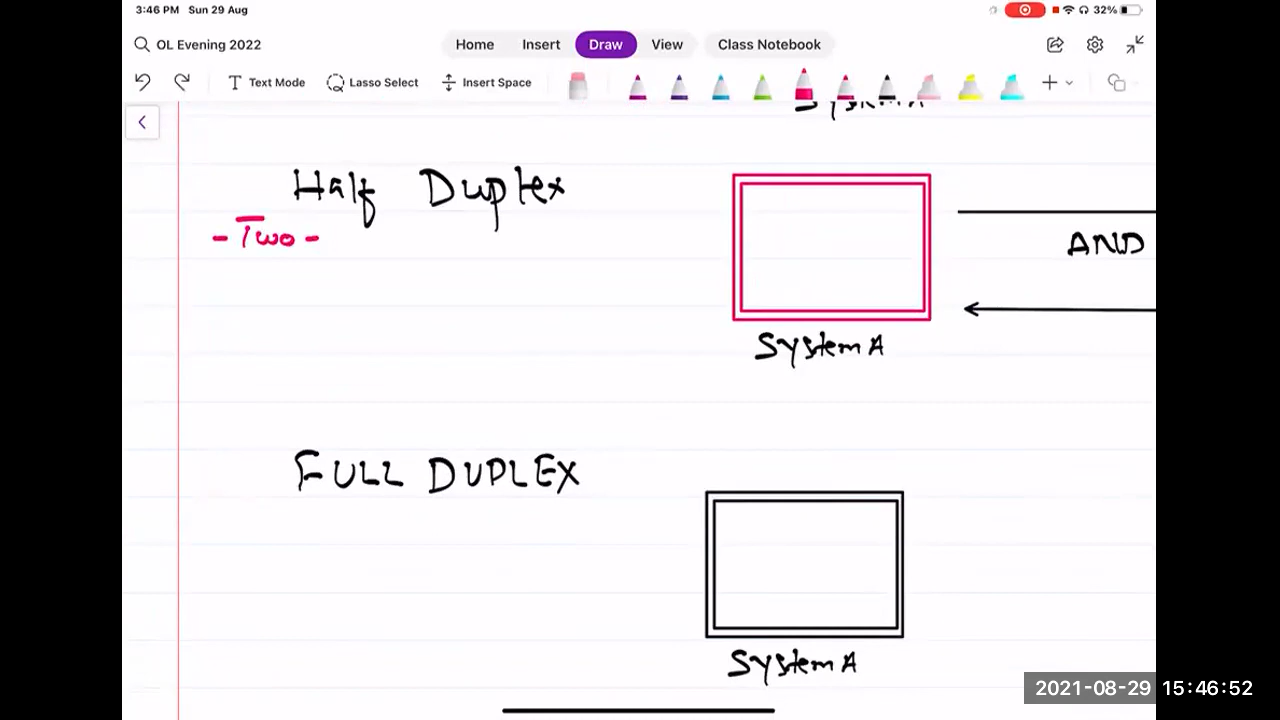 3:46 PM Sun 29 Aug
32%
OL Evening 2022
Home Insert Draw View Class Notebook
Text Mode Lasso Select Insert Space
System A
Half Duplex
- Two -
AND
System A
FULL DUPLEX
System A
2021-08-29 15:46:52